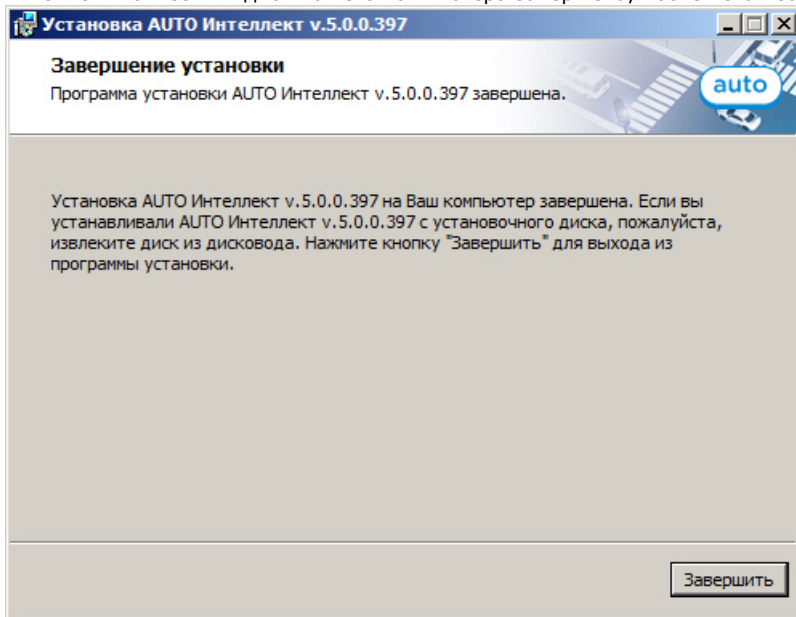 Установка AUTO Интеллект v.5.0.0.397
Завершение установки
Программа установки AUTO Интеллект v.5.0.0.397 завершена.
auto
Установка AUTO Интеллект v.5.0.0.397 на Ваш компьютер завершена. Если вы
устанавливали AUTO Интеллект v.5.0.0.397 с установочного диска, пожалуйста,
извлеките диск из дисковода. Нажмите кнопку "Завершить" для выхода из
программы установки.
Завершить